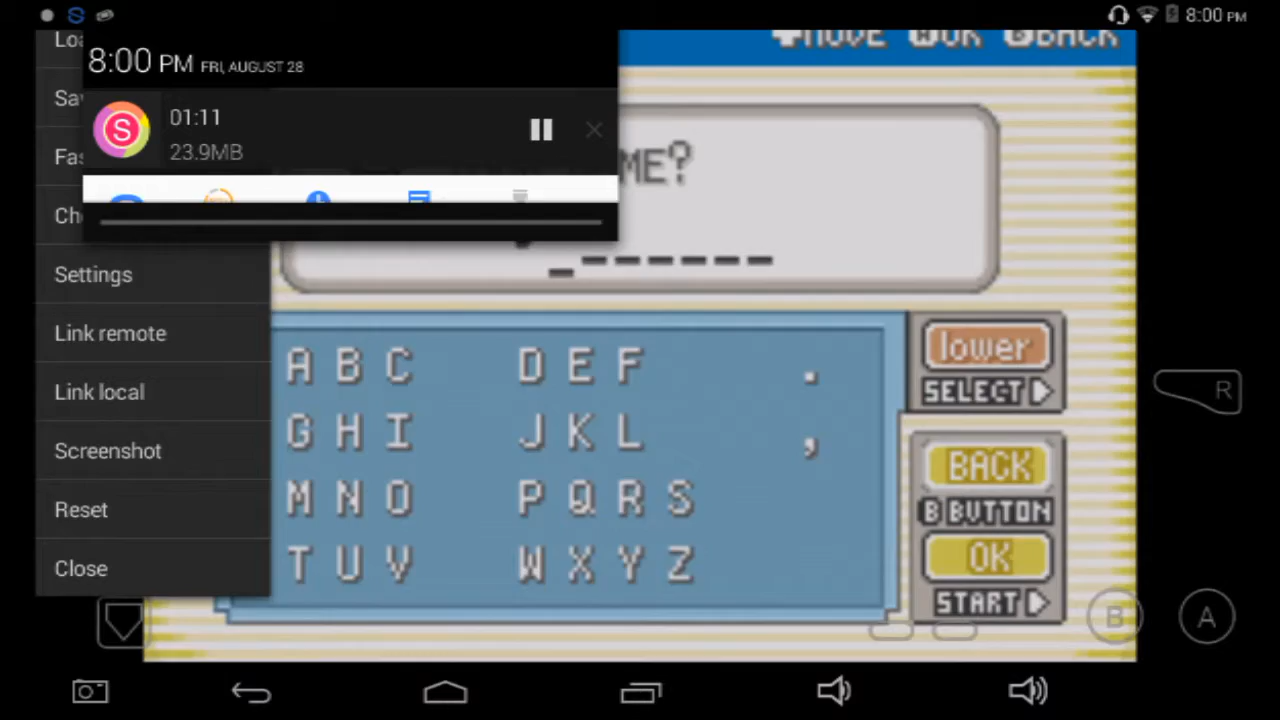 8:00 PM
8:00 PM FRI, AUGUST 28
01:11
23.9MB
MOVE OK BACK
ME?
Settings
Link remote
Link local
Screenshot
Reset
Close
A B C D E F .
G H I J K L ,
M N O P Q R S
T U V W X Y Z
lower
SELECT
BACK
B BUTTON
OK
START
R
B
A
S